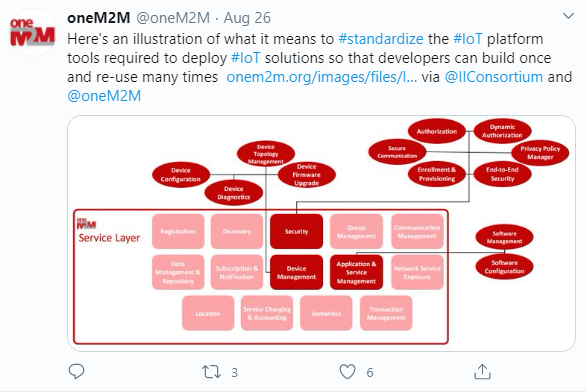 oneM2M @oneM2M · Aug 26
Here's an illustration of what it means to #standardize the #IoT platform
tools required to deploy #IoT solutions so that developers can build once
and re-use many times onem2m.org/images/files/I... via @IIConsortium and
@oneM2M
Authorization
Dynamic
Authorization
Secure
Communication
Privacy Policy
Manager
Enrollment &
Provisioning
End-to-End
Security
Device
Topology
Management
Device
Configuration
Device
Firmware
Upgrade
Device
Diagnostics
one
M2M
Service Layer
Registration
Discovery
Security
Group
Management
Communication
Management
Software
Management
Software
Configuration
Data
Management &
Repository
Subscription &
Notification
Device
Management
Application &
Service
Management
Network Service
Exposure
Location
Service Charging
& Accounting
Semantics
Transaction
Management
3
6